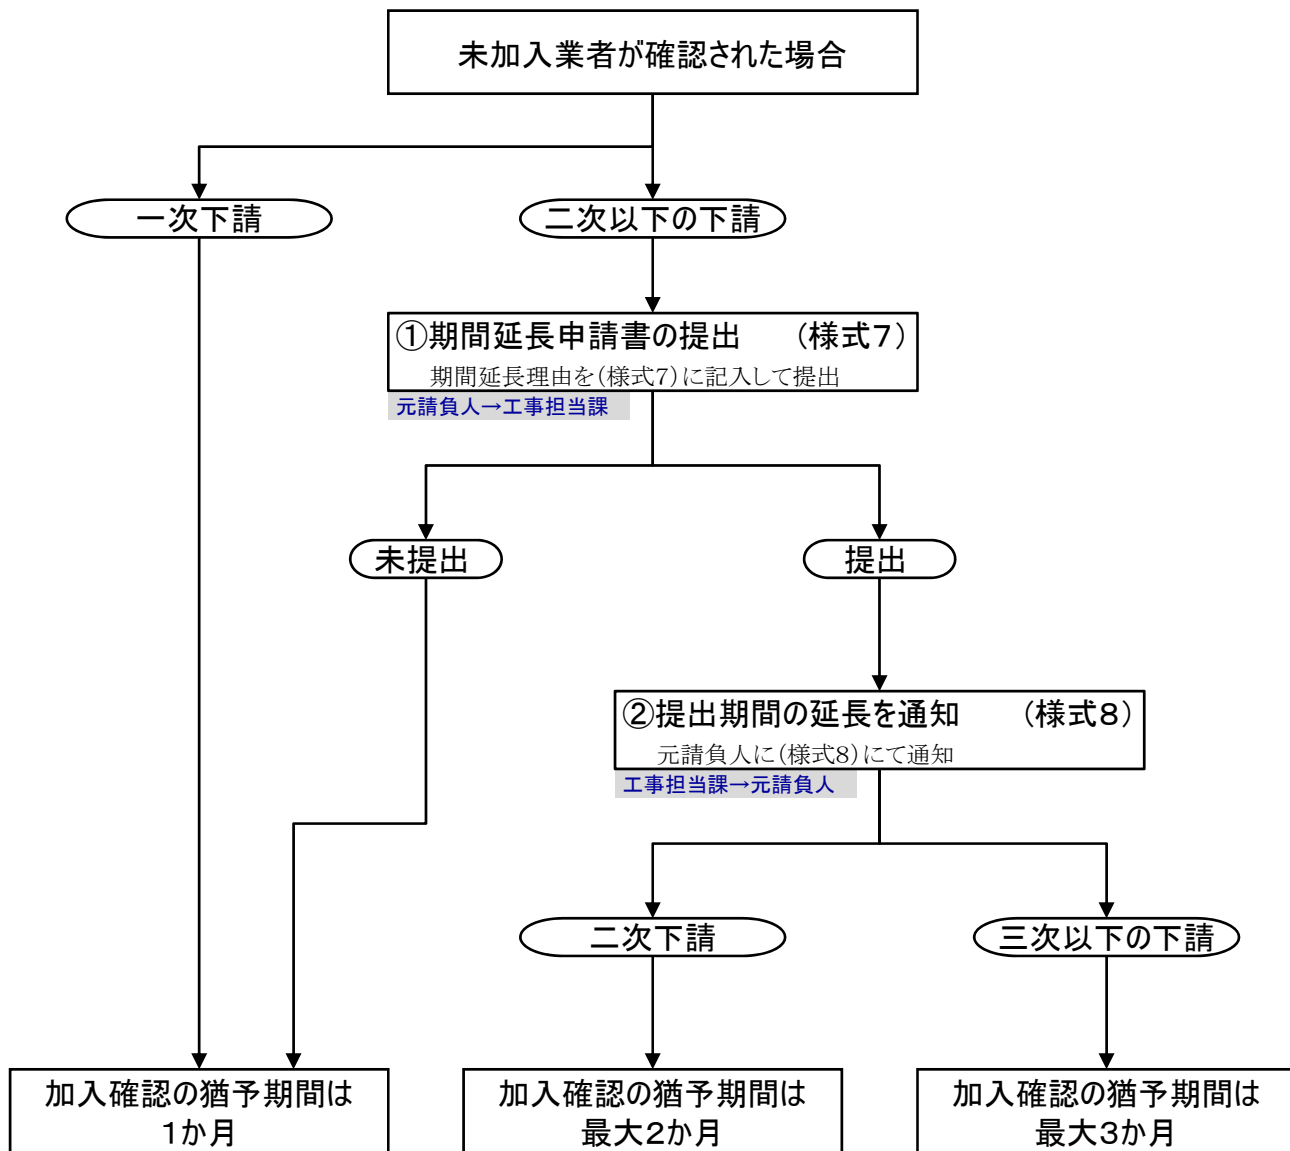 未加入業者が確認された場合
一次下請
二次以下の下請
①期間延長申請書の提出　（様式７）
期間延長理由を（様式7）に記入して提出
元請負人→工事担当課
未提出
提出
②提出期間の延長を通知　（様式８）
元請負人に（様式8）にて通知
工事担当課→元請負人
二次下請
三次以下の下請
加入確認の猶予期間は
１か月
加入確認の猶予期間は
最大２か月
加入確認の猶予期間は
最大３か月